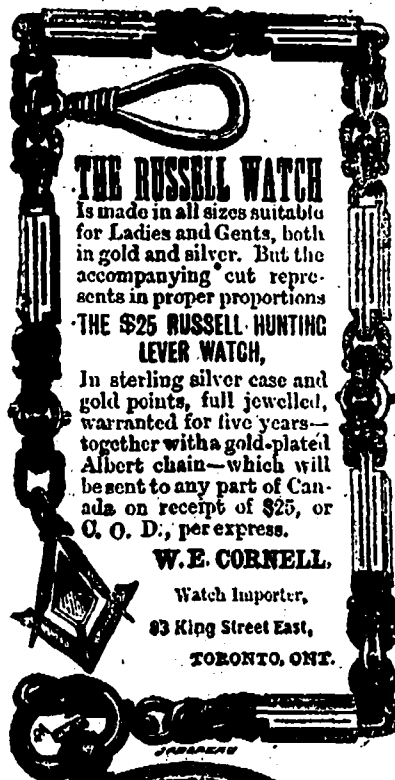 THE RUSSELL WATCH
Is made in all sizes suitable
for Ladies and Gents, both
in gold and silver. But the
accompanying cut repre-
sents in proper proportions
THE $25 RUSSELL HUNTING
LEVER WATCH,
In sterling silver case and
gold points, full jewelled,
warranted for five years—
together with a gold-plated
Albert chain—which will
be sent to any part of Can-
ada on receipt of $25, or
C. O. D., per express.
W. E. CORNELL,
Watch Importer,
83 King Street East,
TORONTO, ONT.